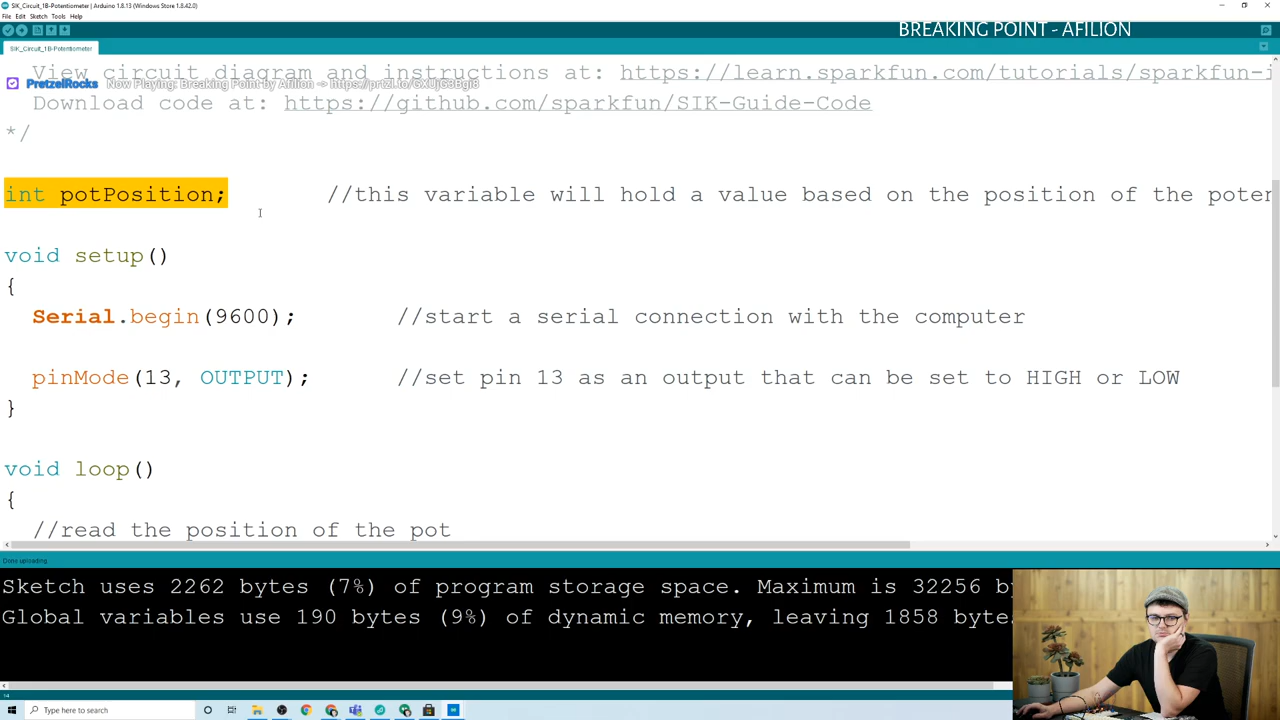 SIK_Circuit_1B-Potentiometer | Arduino 1.8.13 (Windows Store 1.8.42.0)
File Edit Sketch Tools Help
BREAKING POINT - AFILION
SIK_Circuit_1B-Potentiometer
View circuit diagram and instructions at: https://learn.sparkfun.com/tutorials/sparkfun-i
PretzelRocks Now Playing: Breaking Point by Afilion ->
Download code at: https://github.com/sparkfun/SIK-Guide-Code
*/
int potPosition; //this variable will hold a value based on the position of the poten
void setup()
{
Serial.begin(9600); //start a serial connection with the computer
pinMode(13, OUTPUT); //set pin 13 as an output that can be set to HIGH or LOW
}
void loop()
{
//read the position of the pot
Done uploading.
Sketch uses 2262 bytes (7%) of program storage space. Maximum is 32256 by
Global variables use 190 bytes (9%) of dynamic memory, leaving 1858 byte
Type here to search